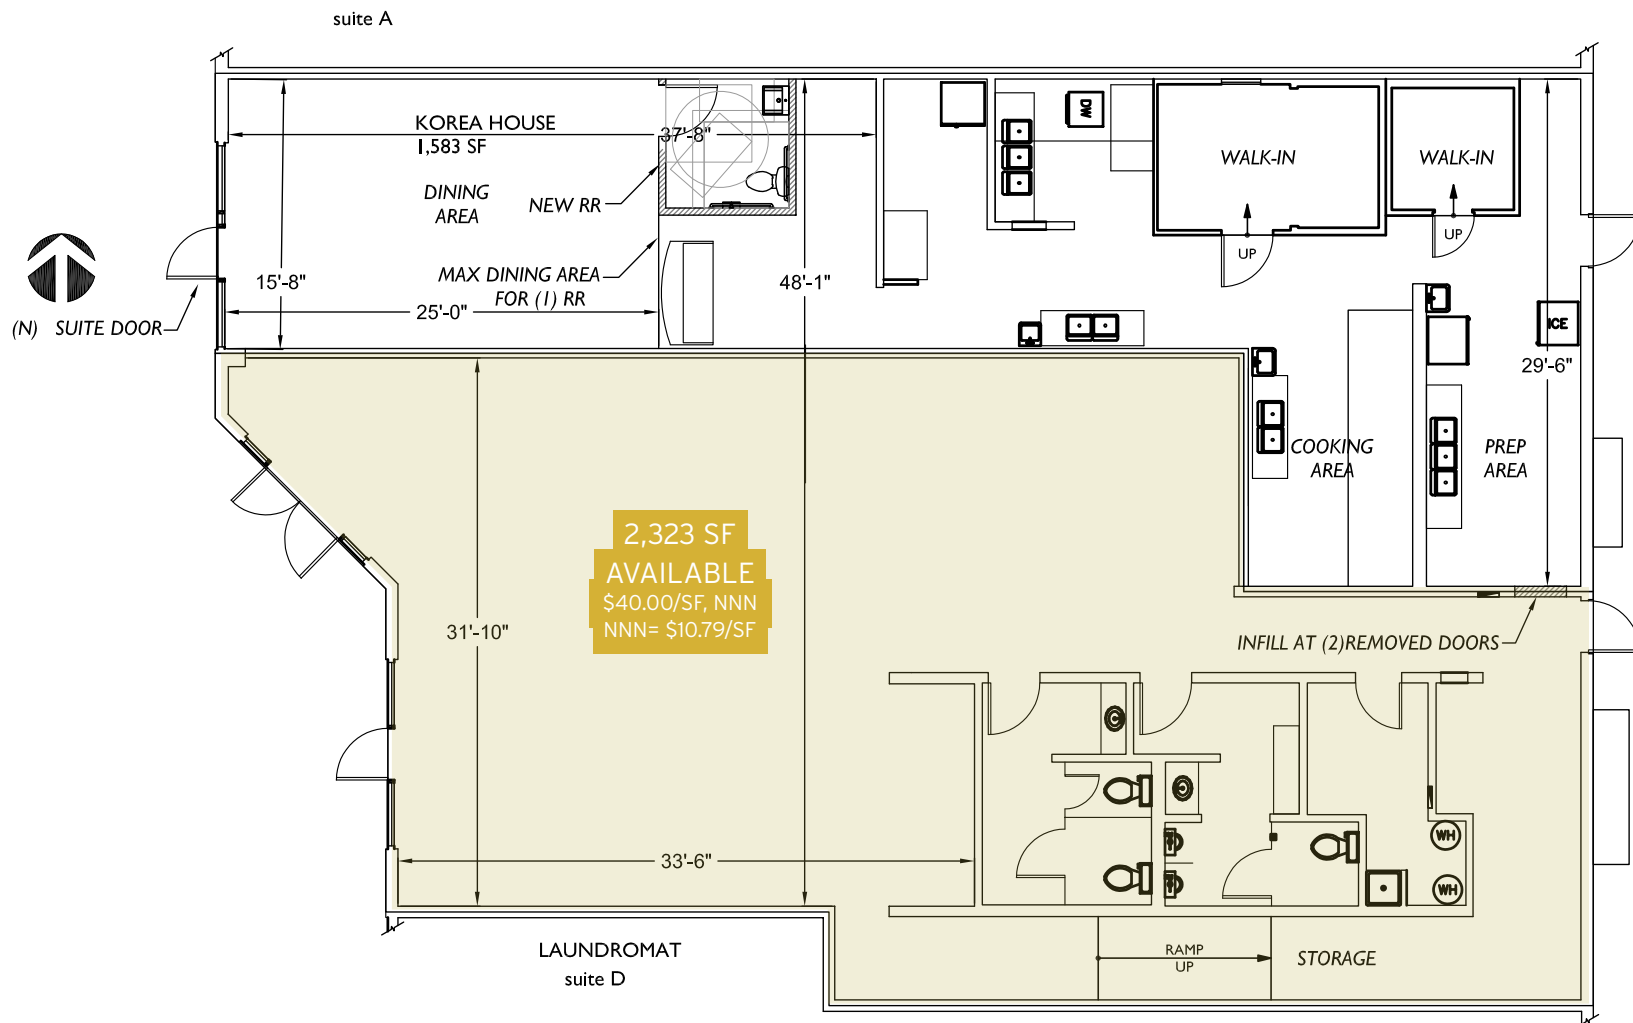 suite A
KOREA HOUSE
1,583 SF
37'-8"
DINING
AREA
NEW RR
MAX DINING AREA
FOR (1) RR
15'-8"
25'-0"
48'-1"
(N) SUITE DOOR
DW
WALK-IN
WALK-IN
UP
UP
ICE
29'-6"
COOKING
AREA
PREP
AREA
2,323 SF
AVAILABLE
$40.00/SF, NNN
NNN= $10.79/SF
31'-10"
INFILL AT (2)REMOVED DOORS
33'-6"
WH
WH
LAUNDROMAT
suite D
RAMP
UP
STORAGE